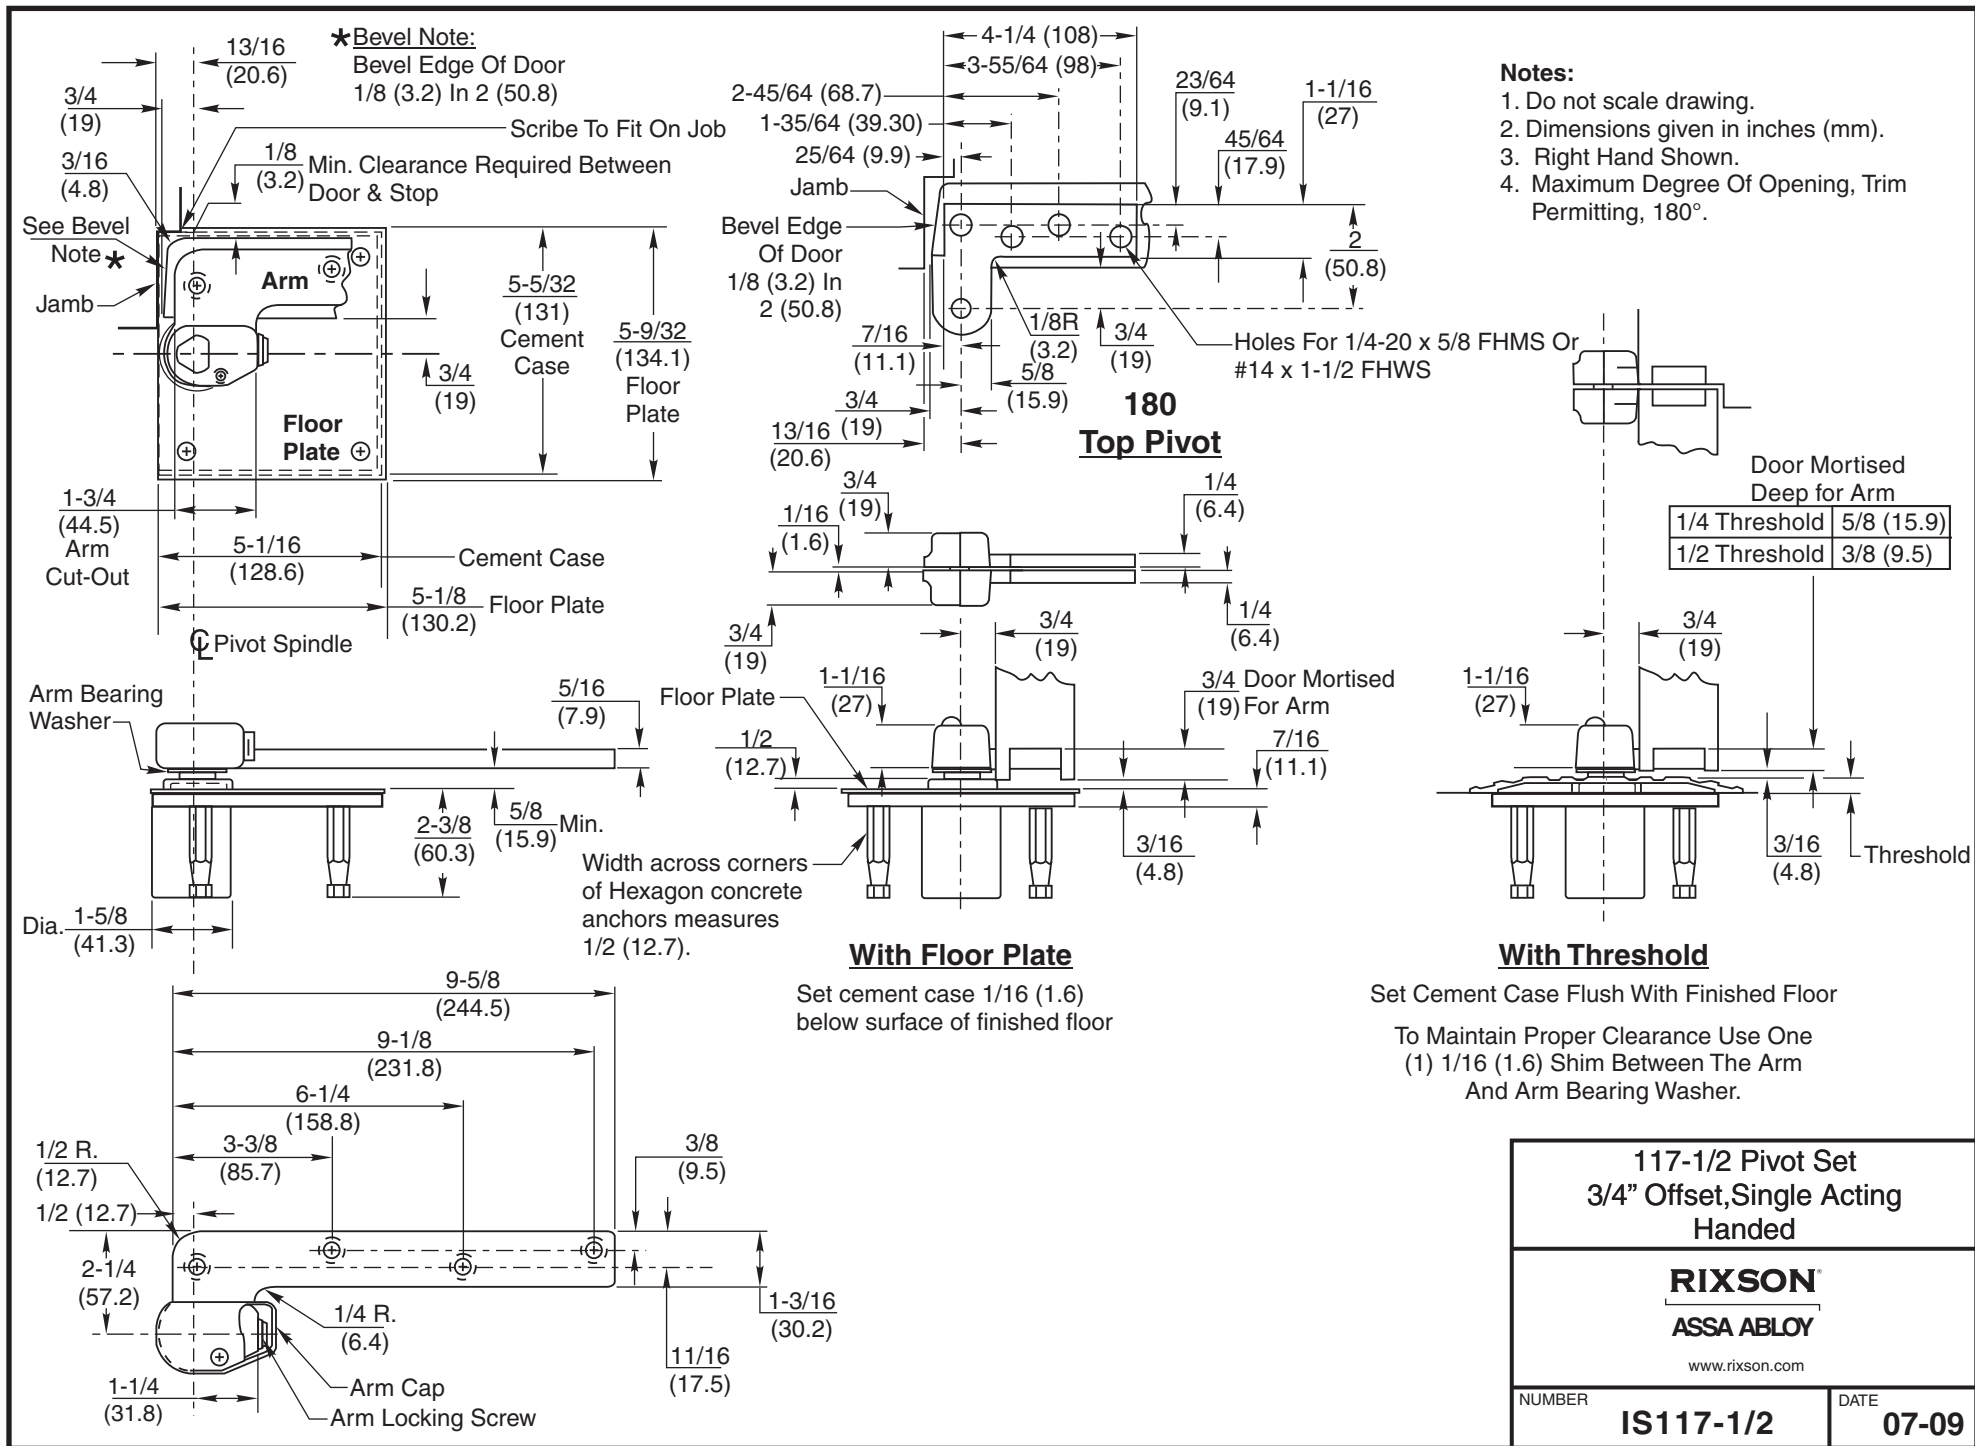 13/16
(20.6)
3/4
(19)
3/16
(4.8)
See Bevel
Note *
Jamb
*Bevel Note:
Bevel Edge Of Door
1/8 (3.2) In 2 (50.8)
Scribe To Fit On Job
1/8
(3.2)
Min. Clearance Required Between
Door & Stop
Arm
Floor
Plate
5-5/32
(131)
Cement
Case
5-9/32
(134.1)
Floor
Plate
3/4
(19)
1-3/4
(44.5)
Arm
Cut-Out
5-1/16
(128.6)
Cement Case
5-1/8
(130.2)
Floor Plate
℄ Pivot Spindle
4-1/4 (108)
3-55/64 (98)
2-45/64 (68.7)
1-35/64 (39.30)
25/64 (9.9)
Jamb
Bevel Edge
Of Door
1/8 (3.2) In
2 (50.8)
23/64
(9.1)
1-1/16
(27)
45/64
(17.9)
2
(50.8)
7/16
(11.1)
1/8R
(3.2)
3/4
(19)
5/8
(15.9)
3/4
(19)
13/16
(20.6)
Holes For 1/4-20 x 5/8 FHMS Or
#14 x 1-1/2 FHWS
180
Top Pivot
Notes:
1. Do not scale drawing.
2. Dimensions given in inches (mm).
3. Right Hand Shown.
4. Maximum Degree Of Opening, Trim
Permitting, 180°.
3/4
(19)
1/16
(1.6)
1/4
(6.4)
3/4
(19)
1/4
(6.4)
Door Mortised
Deep for Arm
1/4 Threshold 5/8 (15.9)
1/2 Threshold 3/8 (9.5)
Arm Bearing
Washer
5/16
(7.9)
2-3/8
(60.3)
5/8
(15.9)
Min.
Dia. 1-5/8
(41.3)
Floor Plate
3/4
(19)
1-1/16
(27)
1/2
(12.7)
3/4
(19)
Door Mortised
For Arm
7/16
(11.1)
3/16
(4.8)
Width across corners
of Hexagon concrete
anchors measures
1/2 (12.7).
With Floor Plate
Set cement case 1/16 (1.6)
below surface of finished floor
3/4
(19)
1-1/16
(27)
3/16
(4.8)
Threshold
With Threshold
Set Cement Case Flush With Finished Floor
To Maintain Proper Clearance Use One
(1) 1/16 (1.6) Shim Between The Arm
And Arm Bearing Washer.
9-5/8
(244.5)
9-1/8
(231.8)
6-1/4
(158.8)
3-3/8
(85.7)
1/2 R.
(12.7)
1/2 (12.7)
2-1/4
(57.2)
3/8
(9.5)
1-3/16
(30.2)
11/16
(17.5)
1/4 R.
(6.4)
1-1/4
(31.8)
Arm Cap
Arm Locking Screw
117-1/2 Pivot Set
3/4” Offset,Single Acting
Handed
RIXSON®
ASSA ABLOY
www.rixson.com
NUMBER
IS117-1/2
DATE
07-09